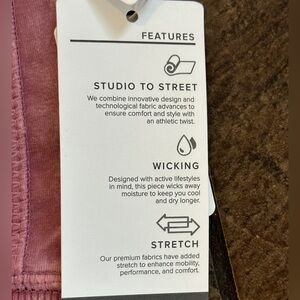 FEATURES
STUDIO TO STREET
We combine innovative design and
technological fabric advances to
ensure comfort and style with
an athletic twist.
WICKING
Designed with active lifestyles
in mind, this piece wicks away
moisture to keep you cool
and dry longer.
STRETCH
Our premium fabrics have added
stretch to enhance mobility,
performance, and comfort.